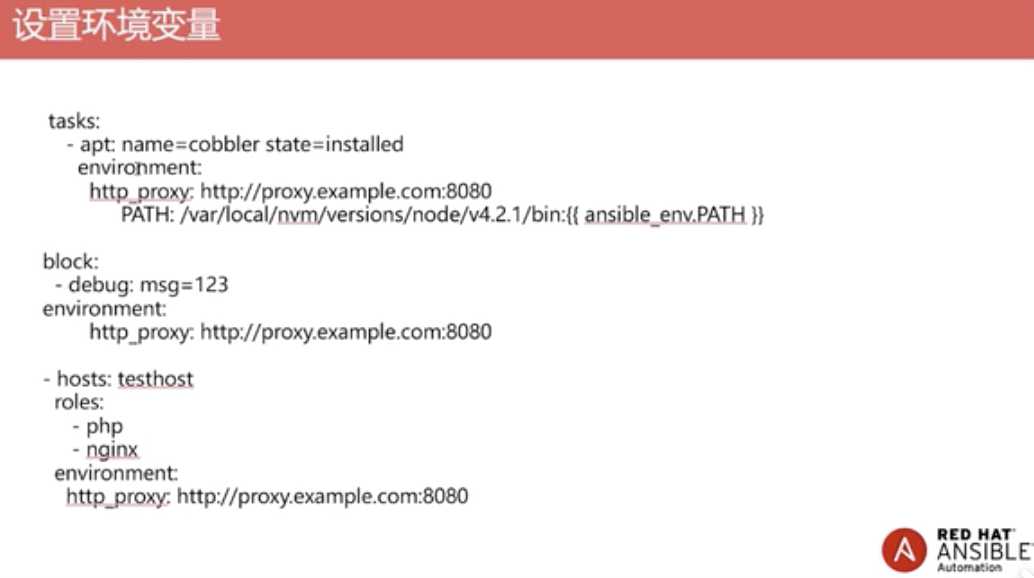 设置环境变量
tasks:
- apt: name=cobbler state=installed
environment:
http_proxy: http://proxy.example.com:8080
PATH: /var/local/nvm/versions/node/v4.2.1/bin:{{ ansible_env.PATH }}
block:
- debug: msg=123
environment:
http_proxy: http://proxy.example.com:8080
- hosts: testhost
roles:
- php
- nginx
environment:
http_proxy: http://proxy.example.com:8080
RED HAT
ANSIBLE
Automation